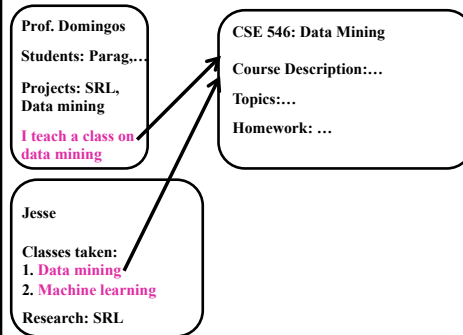 Prof. Domingos
Students: Parag,…
Projects: SRL,
Data mining
I teach a class on
data mining
CSE 546: Data Mining
Course Description:…
Topics:…
Homework: …
Jesse
Classes taken:
1. Data mining
2. Machine learning
Research: SRL